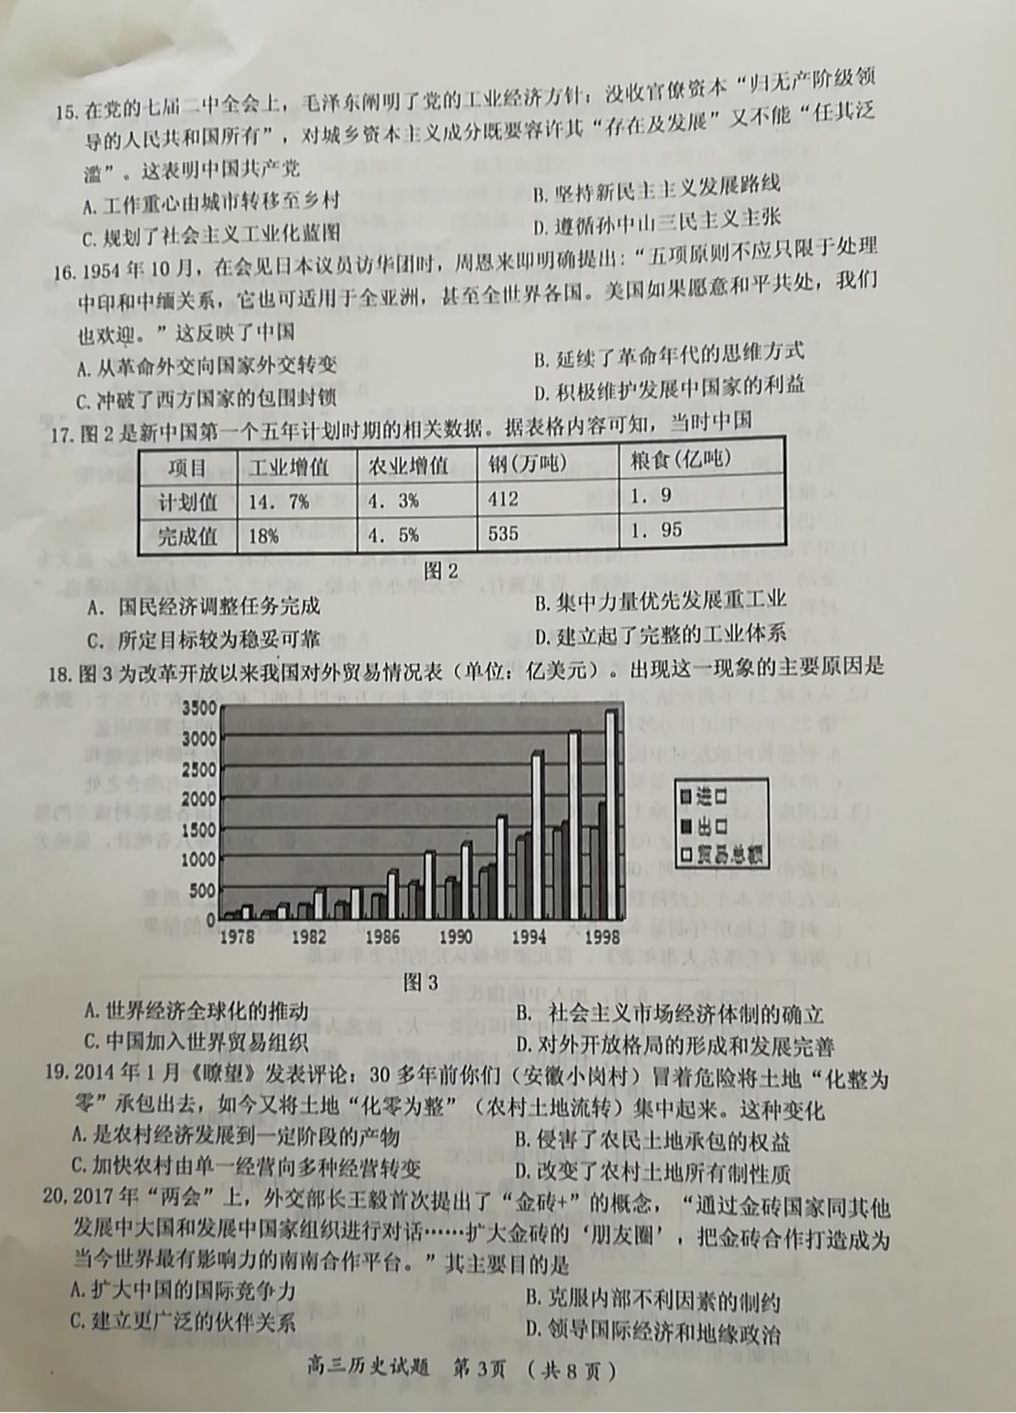 15.在党的七届二中全会上，毛泽东阐明了党的工业经济方针：没收官僚资本“归无产阶级领
导的人民共和国所有”，对城乡资本主义成分既要容许其“存在及发展”又不能“任其泛
滥”。这表明中国共产党
A.工作重心由城市转移至乡村 B.坚持新民主主义发展路线
C.规划了社会主义工业化蓝图 D.遵循孙中山三民主义主张
16.1954年10月，在会见日本议员访华团时，周恩来即明确提出：“五项原则不应只限于处理
中印和中缅关系，它也可适用于全亚洲，甚至全世界各国。美国如果愿意和平共处，我们
也欢迎。”这反映了中国
A.从革命外交向国家外交转变 B.延续了革命年代的思维方式
C.冲破了西方国家的包围封锁 D.积极维护发展中国家的利益
17.图2是新中国第一个五年计划时期的相关数据。据表格内容可知，当时中国
项目 工业增值 农业增值 钢(万吨) 粮食(亿吨)
计划值 14．7% 4．3% 412 1．9
完成值 18% 4．5% 535 1．95
图2
A．国民经济调整任务完成 B.集中力量优先发展重工业
C．所定目标较为稳妥可靠 D.建立起了完整的工业体系
18.图3为改革开放以来我国对外贸易情况表（单位：亿美元）。出现这一现象的主要原因是
3500
3000
2500
2000
1500
1000
500
0
1978 1982 1986 1990 1994 1998
进口
出口
贸易总额
图3
A.世界经济全球化的推动 B. 社会主义市场经济体制的确立
C.中国加入世界贸易组织 D.对外开放格局的形成和发展完善
19.2014年1月《瞭望》发表评论：30多年前你们（安徽小岗村）冒着危险将土地“化整为
零”承包出去，如今又将土地“化零为整”（农村土地流转）集中起来。这种变化
A.是农村经济发展到一定阶段的产物 B.侵害了农民土地承包的权益
C.加快农村由单一经营向多种经营转变 D.改变了农村土地所有制性质
20.2017年“两会”上，外交部长王毅首次提出了“金砖+”的概念，“通过金砖国家同其他
发展中大国和发展中国家组织进行对话……扩大金砖的‘朋友圈’，把金砖合作打造成为
当今世界最有影响力的南南合作平台。”其主要目的是
A.扩大中国的国际竞争力 B.克服内部不利因素的制约
C.建立更广泛的伙伴关系 D.领导国际经济和地缘政治
高三历史试题 第3页 （共8页）